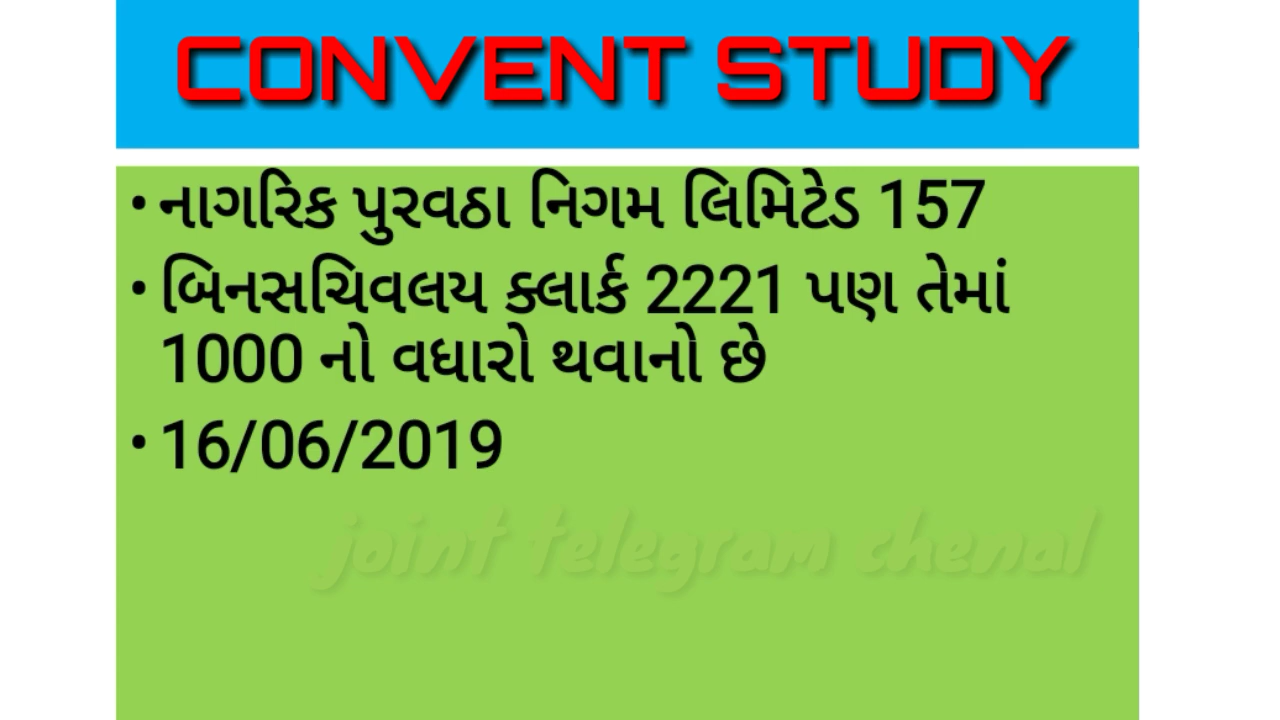 CONVENT STUDY
• નાગરિક પુરવઠા નિગમ લિમિટેડ 157
• બિનસચિવલય ક્લાર્ક 2221 પણ તેમાં
1000 નો વધારો થવાનો છે
• 16/06/2019
joint telegram chenal